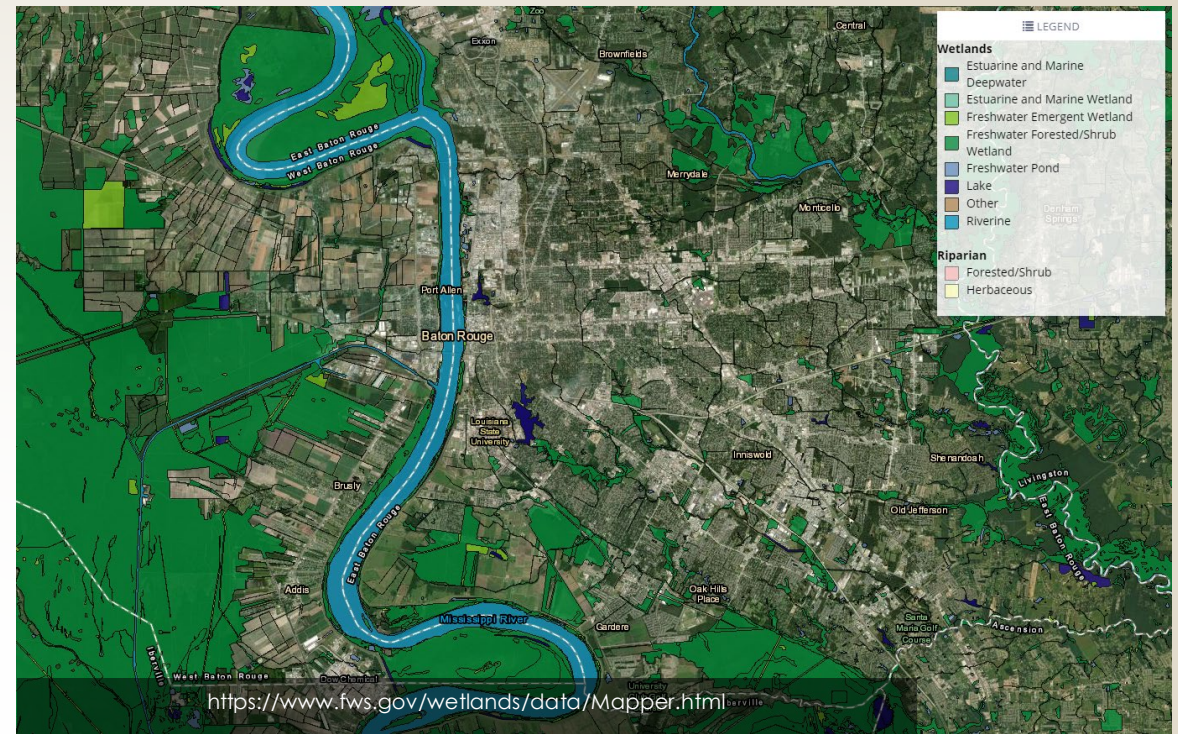 Zoo
Central
Exxon
Brownfields
LEGEND
Wetlands
Estuarine and Marine
Deepwater
Estuarine and Marine Wetland
Freshwater Emergent Wetland
Freshwater Forested/Shrub
Wetland
Freshwater Pond
Lake
Other
Riverine
Riparian
Forested/Shrub
Herbaceous
East Baton Rouge
West Baton Rouge
Merrydale
Monticello
Denham
Springs
Port Allen
Baton Rouge
Louisiana
State
University
Inniswold
Shenandoah
Livingston
East Baton Rouge
Brusly
Old Jefferson
East Baton Rouge
Addis
Oak Hills
Place
Mississippi River
Gardere
Santa
Maria Golf
Course
Ascension
Iberville
West Baton Rouge
Dow Chemical
University
Iberville
https://www.fws.gov/wetlands/data/Mapper.html